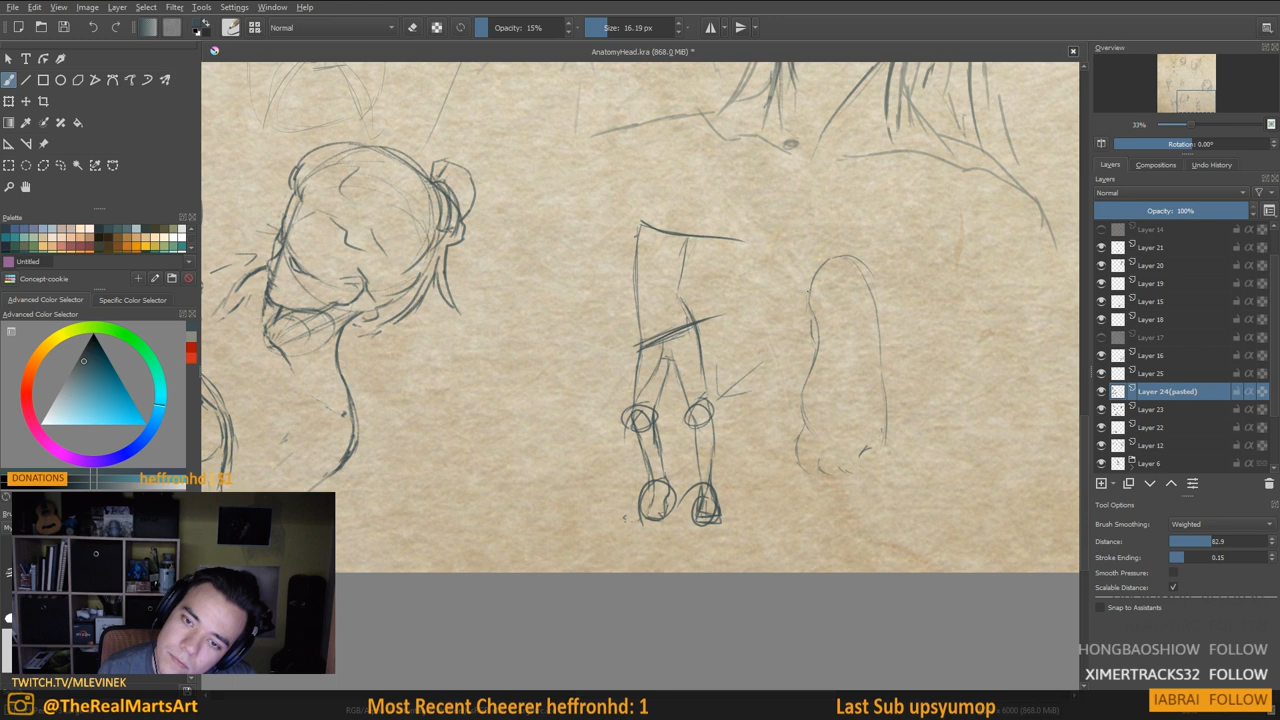 File Edit View Image Layer Select Filter Tools Settings Window Help
Normal Opacity: 15% Size: 16.19 px
AnatomyHead.kra (868.0 MiB) *
Overview
33%
Rotation: 0.00°
Layers Compositions Undo History
Layers
Normal
Opacity: 100%
Layer 14
Layer 21
Layer 20
Layer 19
Layer 15
Layer 18
Layer 17
Layer 16
Layer 25
Layer 24(pasted)
Layer 23
Layer 22
Layer 12
Layer 6
Tool Options
Brush Smoothing: Weighted
Distance: 82.9
Stroke Ending: 0.15
Smooth Pressure:
Scalable Distance: ✓
Snap to Assistants
Palette
Untitled
Concept-cookie
Advanced Color Selector Specific Color Selector
Advanced Color Selector
DONATIONS heffronhd | $1
TWITCH.TV/MLEVINEK
@TheRealMartsArt
Most Recent Cheerer heffronhd: 1
Last Sub upsyumop
HONGBAOSHIOW FOLLOW
XIMERTRACKS32 FOLLOW
IABRAI FOLLOW